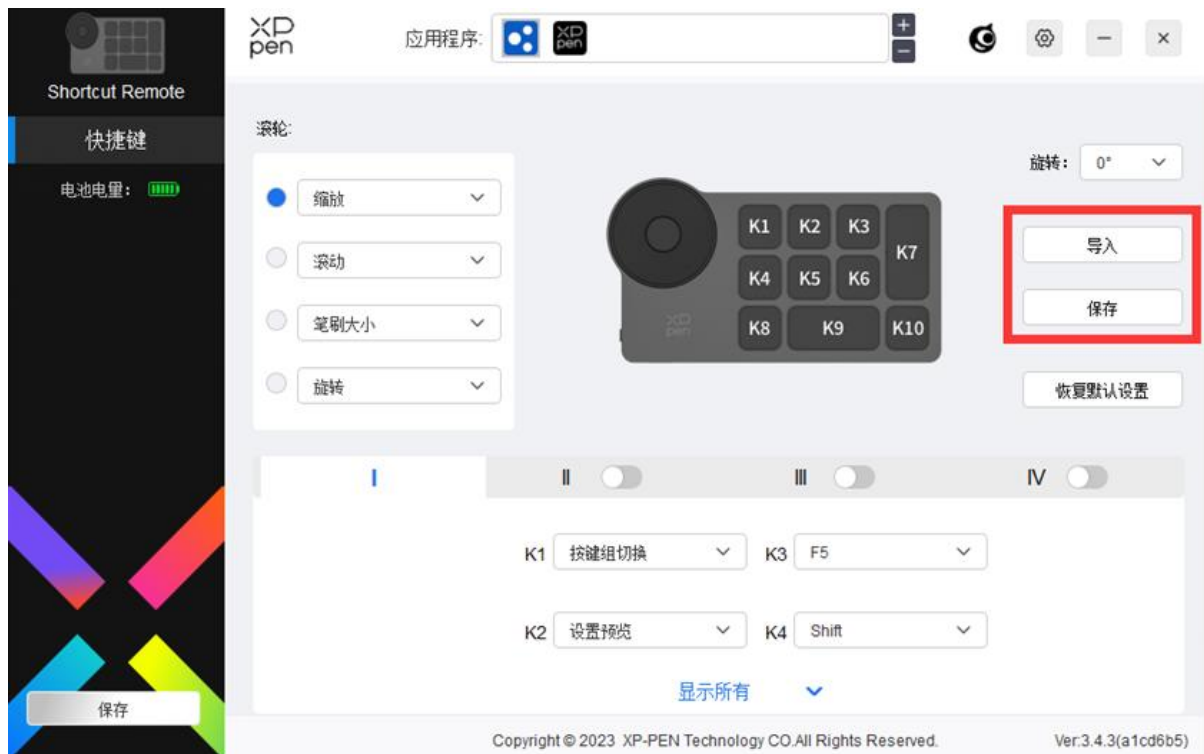 XP
pen
应用程序:
XP
pen
+
−
Shortcut Remote
快捷键
电池电量：
滚轮:
缩放
滚动
笔刷大小
旋转
K1 K2 K3
K7
K4 K5 K6
K8 K9 K10
XP
pen
旋转： 0°
导入
保存
恢复默认设置
Ⅰ Ⅱ Ⅲ Ⅳ
K1 按键组切换 K3 F5
K2 设置预览 K4 Shift
显示所有
保存
Copyright © 2023 XP-PEN Technology CO.All Rights Reserved.
Ver:3.4.3(a1cd6b5)